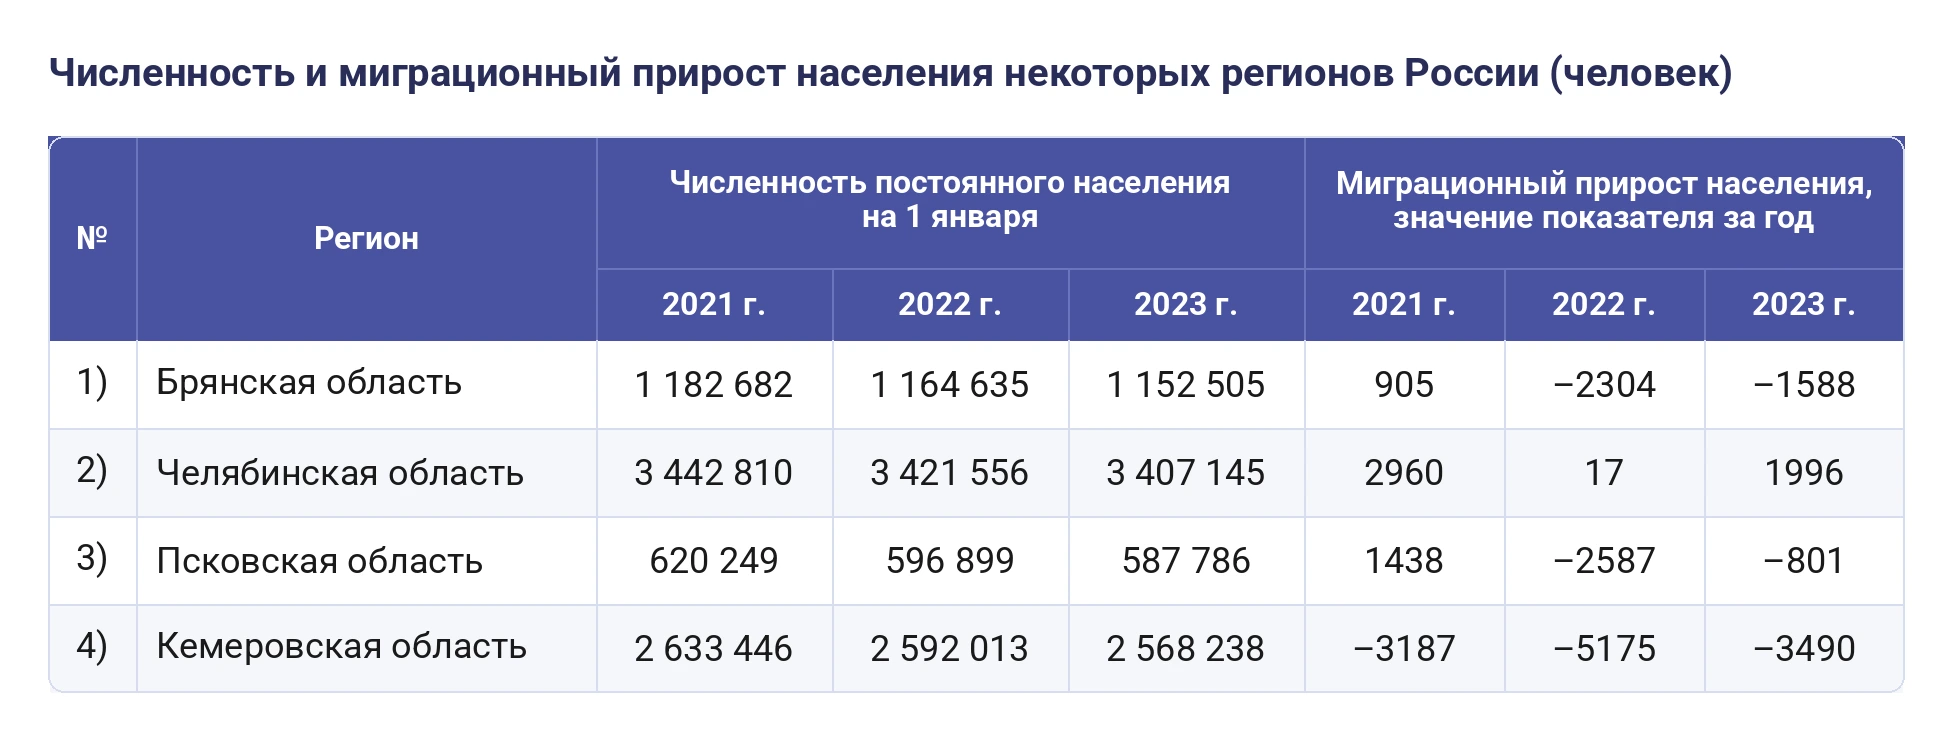 Численность и миграционный прирост населения некоторых регионов России (человек)
№ Регион Численность постоянного населения на 1 января Миграционный прирост населения, значение показателя за год
2021 г. 2022 г. 2023 г. 2021 г. 2022 г. 2023 г.
1) Брянская область 1 182 682 1 164 635 1 152 505 905 –2304 –1588
2) Челябинская область 3 442 810 3 421 556 3 407 145 2960 17 1996
3) Псковская область 620 249 596 899 587 786 1438 –2587 –801
4) Кемеровская область 2 633 446 2 592 013 2 568 238 –3187 –5175 –3490